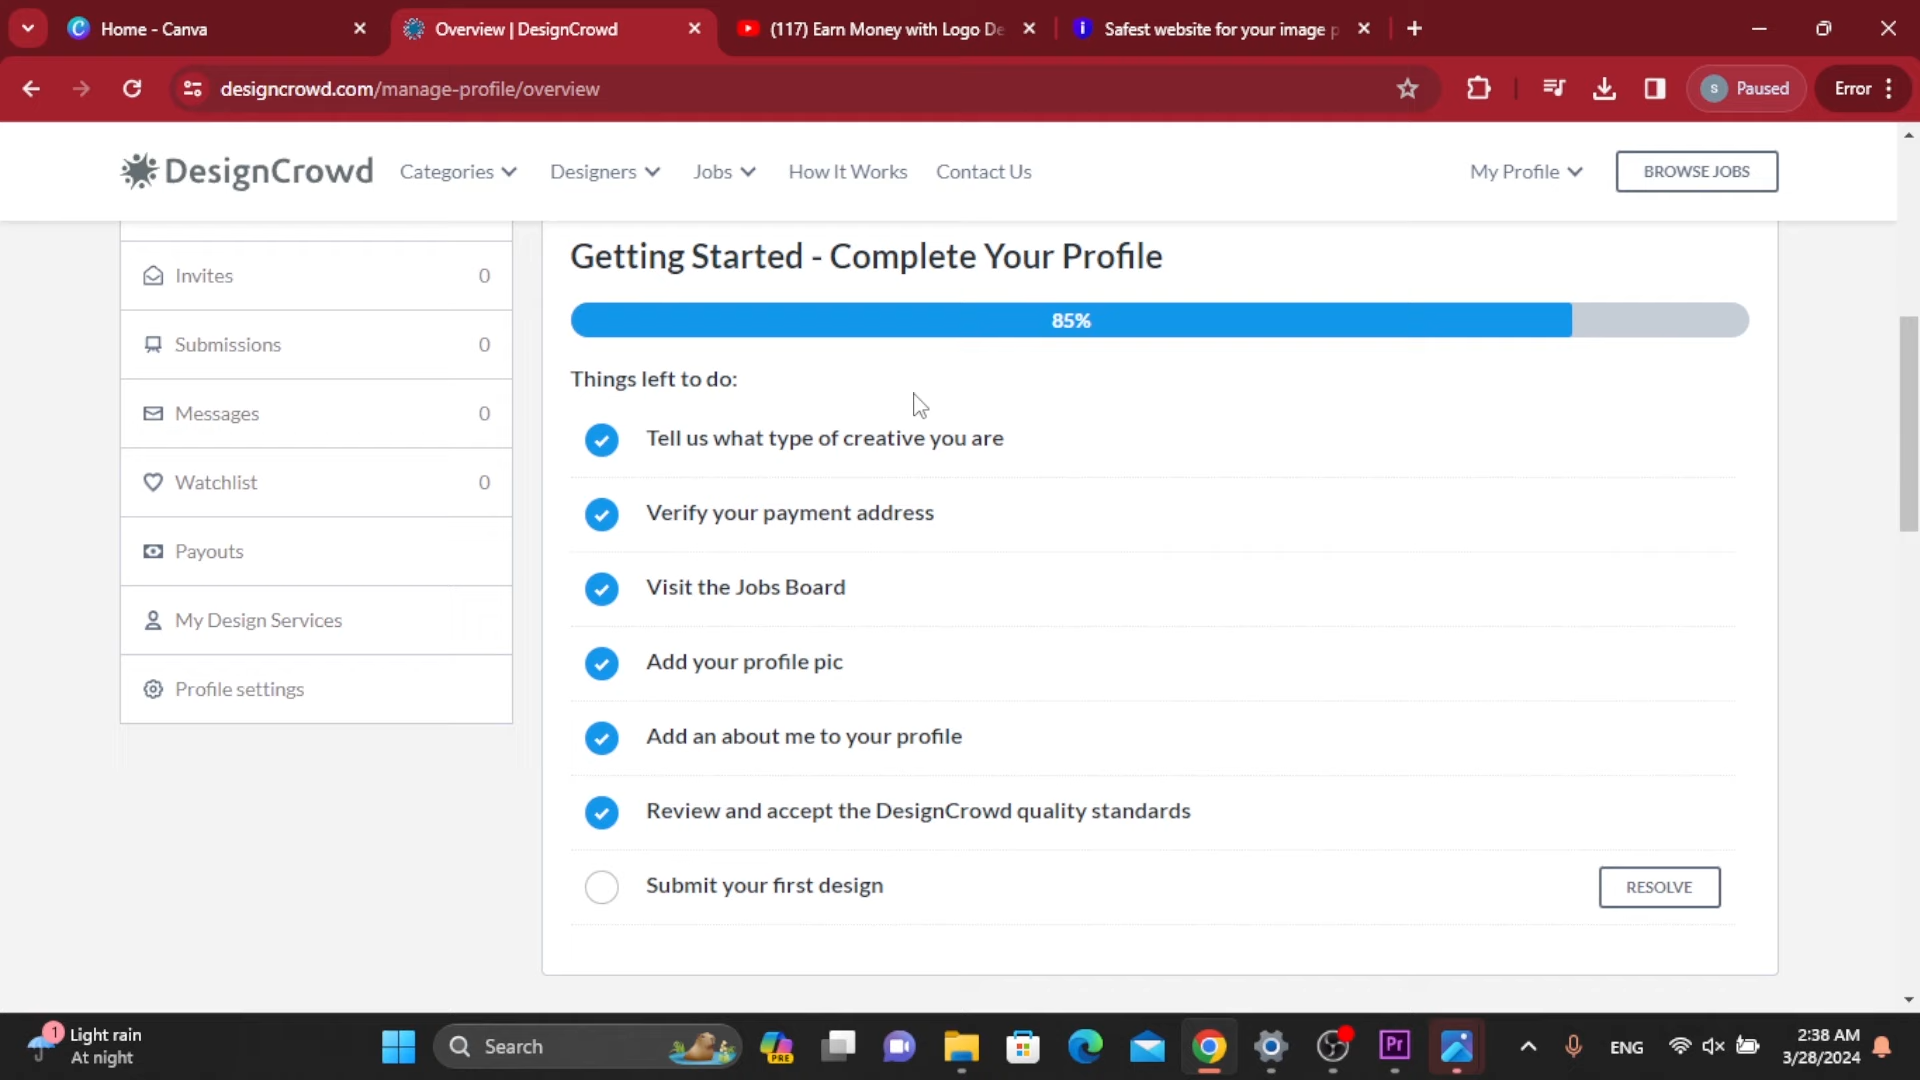 Home - Canva
Overview | DesignCrowd
(117) Earn Money with Logo De
Safest website for your image p
designcrowd.com/manage-profile/overview
S Paused
Error
DesignCrowd
Categories
Designers
Jobs
How It Works
Contact Us
My Profile
BROWSE JOBS
Invites 0
Submissions 0
Messages 0
Watchlist 0
Payouts
My Design Services
Profile settings
Getting Started - Complete Your Profile
85%
Things left to do:
Tell us what type of creative you are
Verify your payment address
Visit the Jobs Board
Add your profile pic
Add an about me to your profile
Review and accept the DesignCrowd quality standards
Submit your first design
RESOLVE
1
Light rain
At night
Search
PRE
Pr
ENG
2:38 AM
3/28/2024